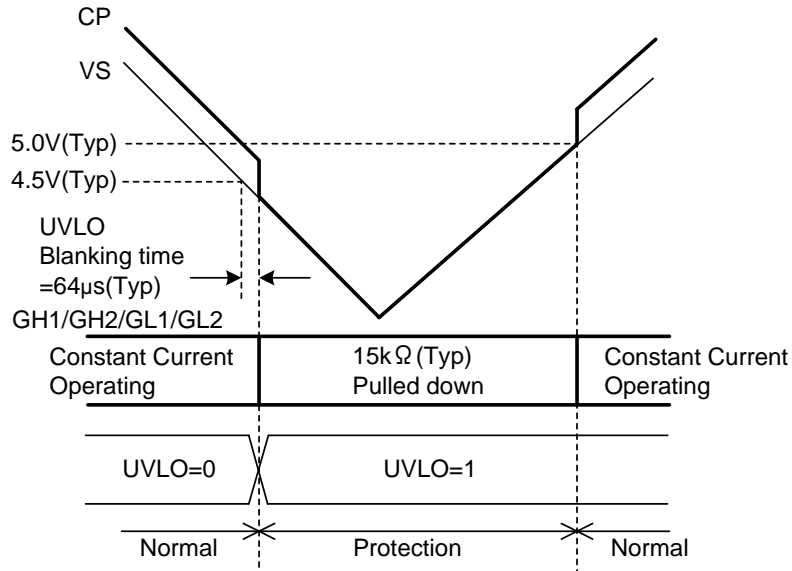 CP
VS
5.0V(Typ)
4.5V(Typ)
UVLO
Blanking time
=64µs(Typ)
GH1/GH2/GL1/GL2
Constant Current
Operating
15kΩ(Typ)
Pulled down
Constant Current
Operating
UVLO=0
UVLO=1
Normal
Protection
Normal